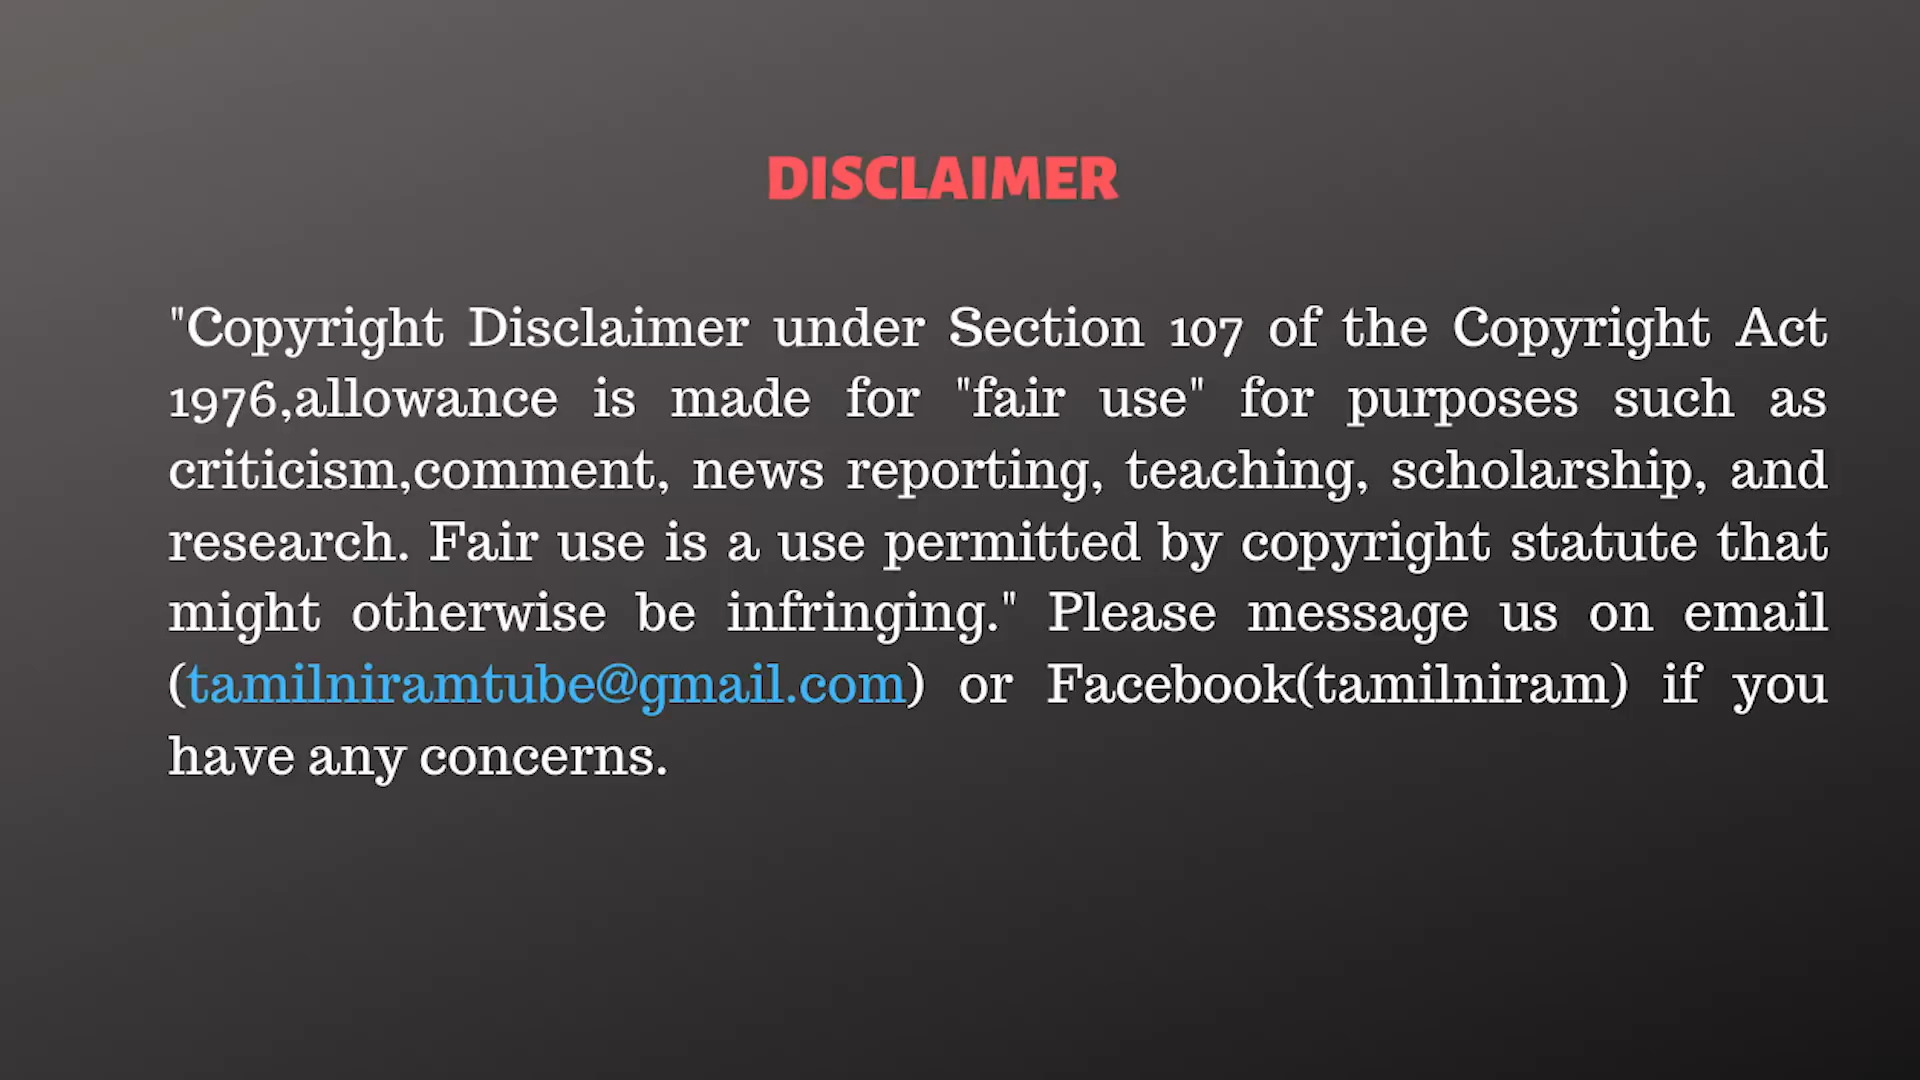 DISCLAIMER
"Copyright Disclaimer under Section 107 of the Copyright Act
1976,allowance is made for "fair use" for purposes such as
criticism,comment, news reporting, teaching, scholarship, and
research. Fair use is a use permitted by copyright statute that
might otherwise be infringing." Please message us on email
(tamilniramtube@gmail.com) or Facebook(tamilniram) if you
have any concerns.